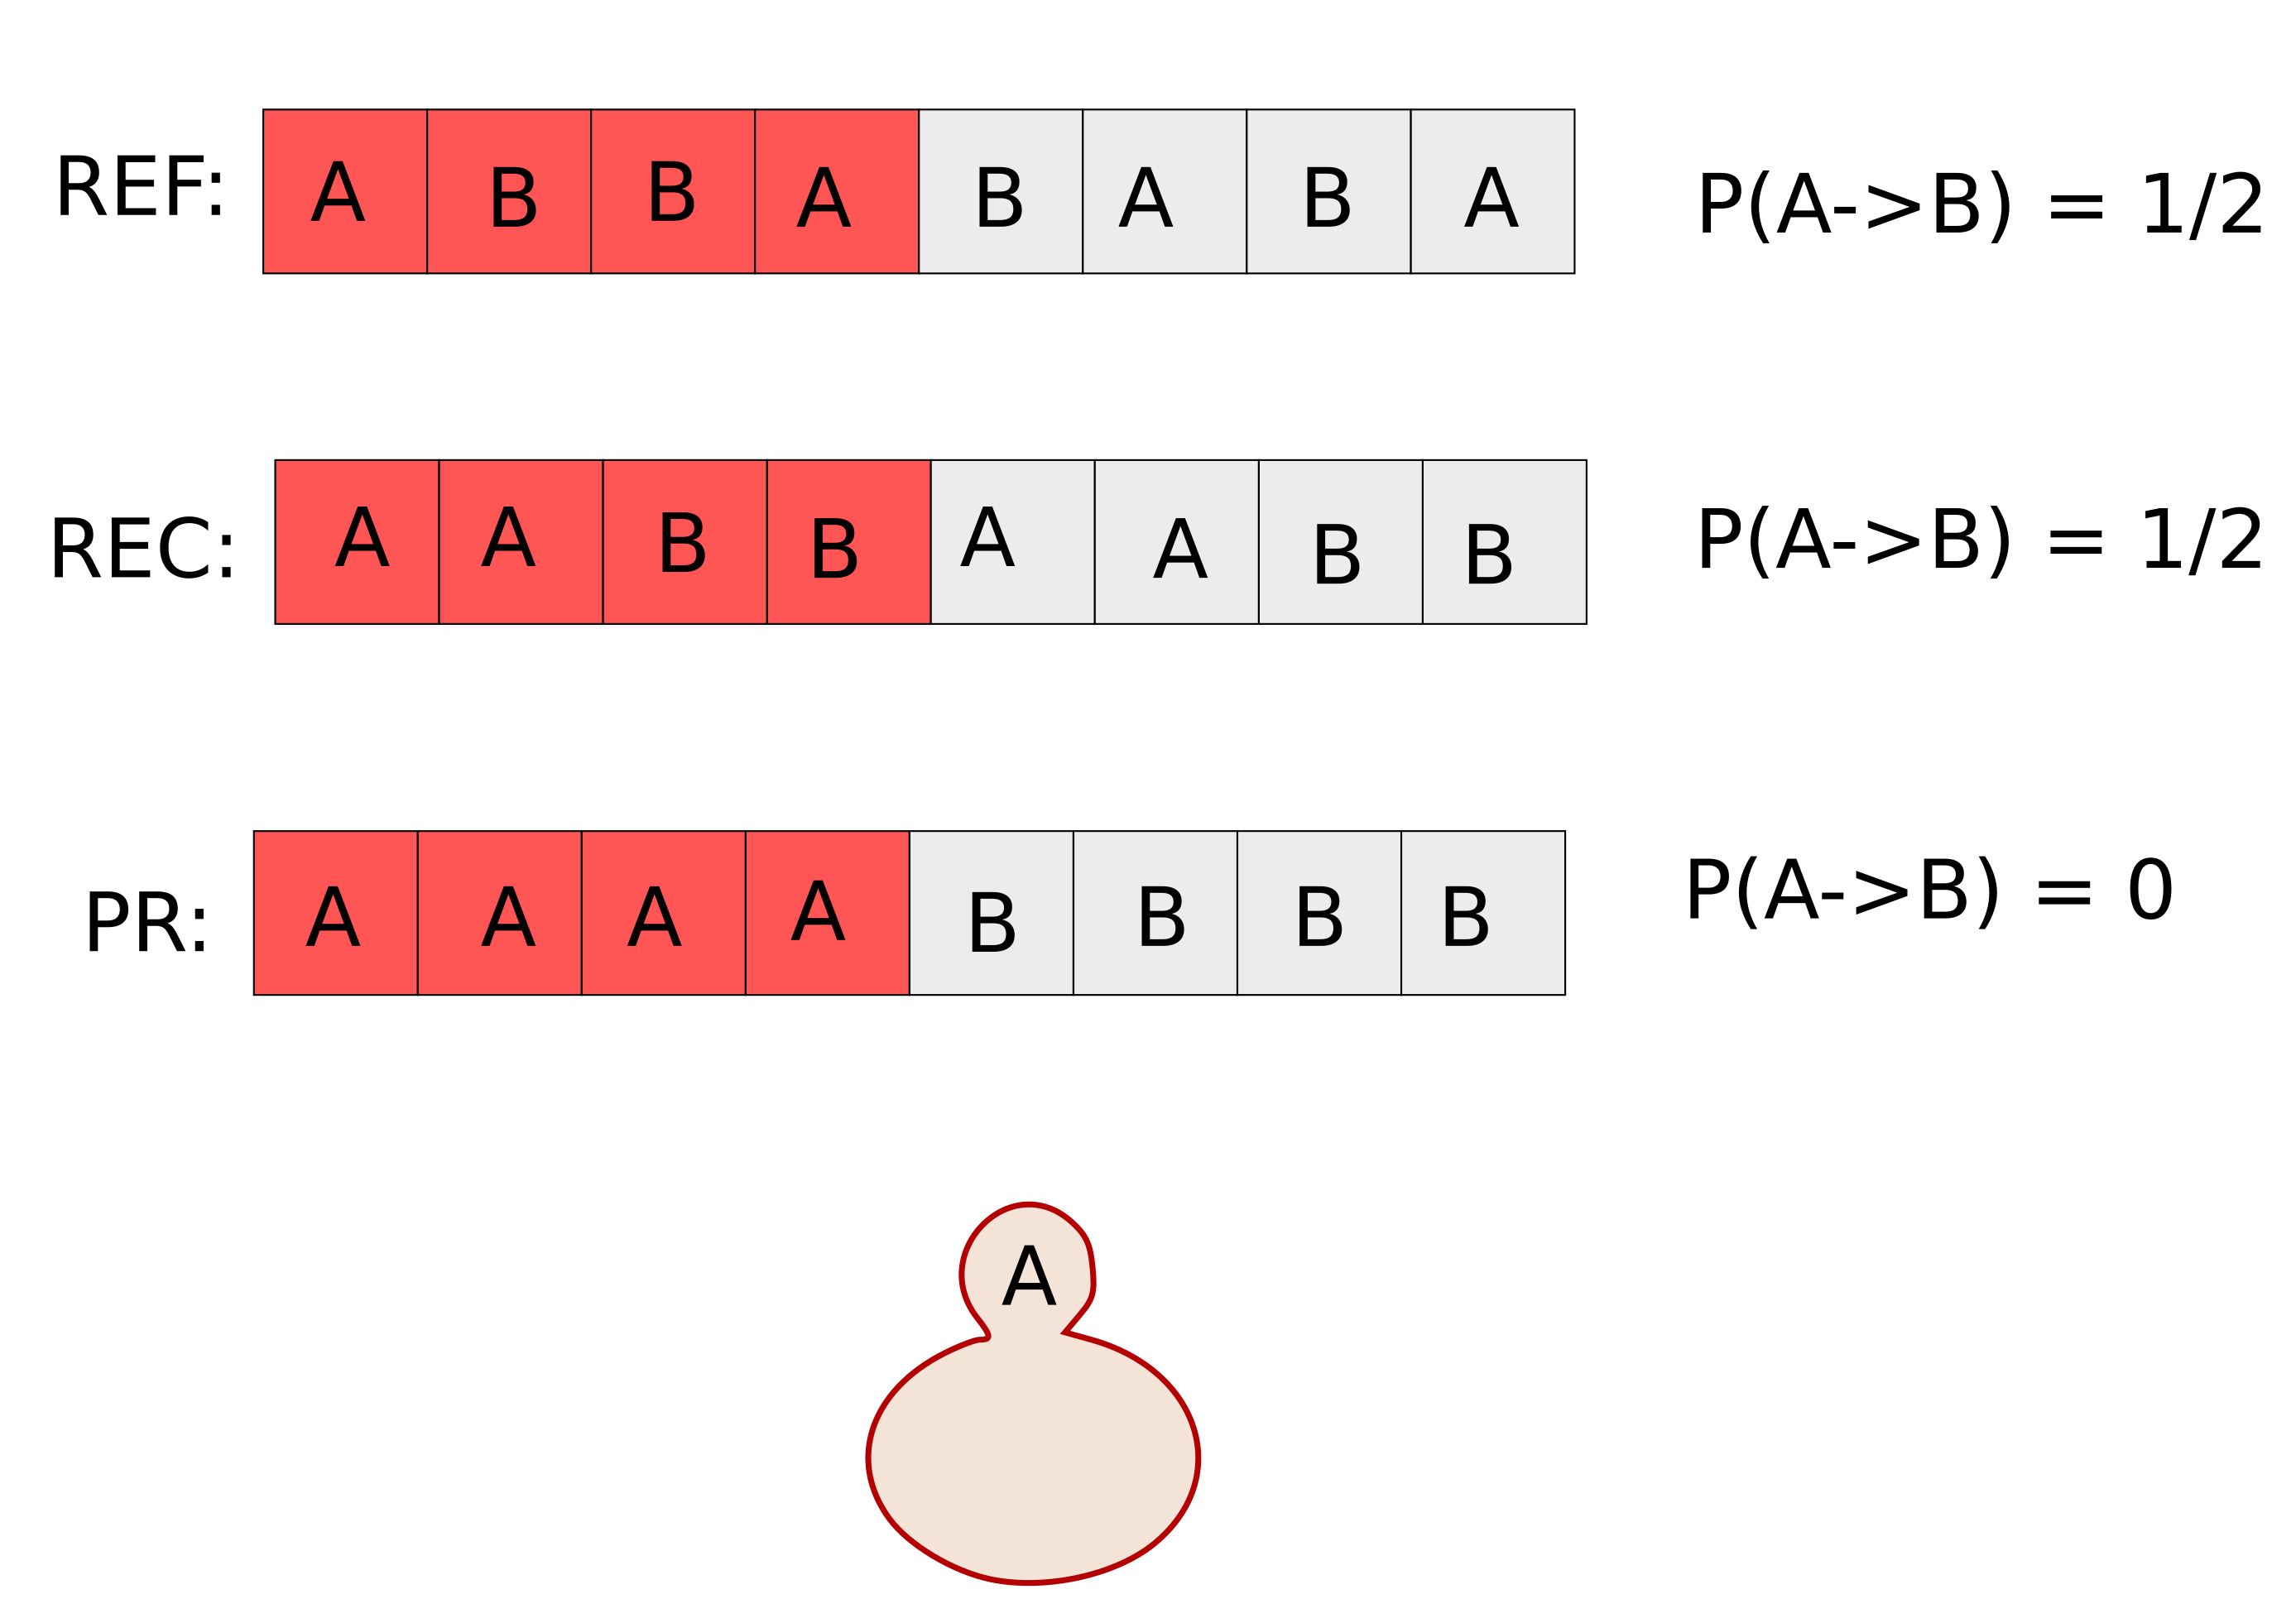 REF: A B B A B A B A P(A->B) = 1/2
REC: A A B B A A B B P(A->B) = 1/2
PR: A A A A B B B B P(A->B) = 0
A